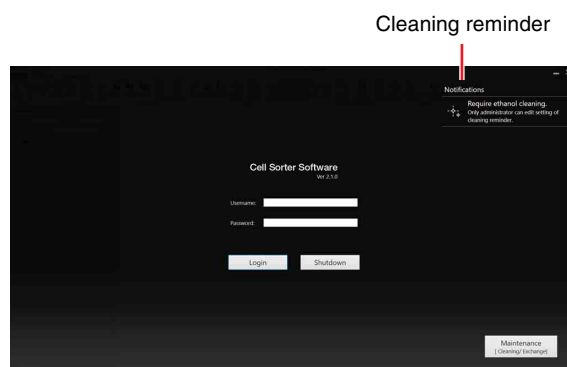 Cleaning reminder
Notifications
Require ethanol cleaning.
Only administrator can edit setting of
cleaning reminder.
Cell Sorter Software
Ver 2.1.0
Username:
Password:
Login
Shutdown
Maintenance
[ Cleaning/ Exchange]